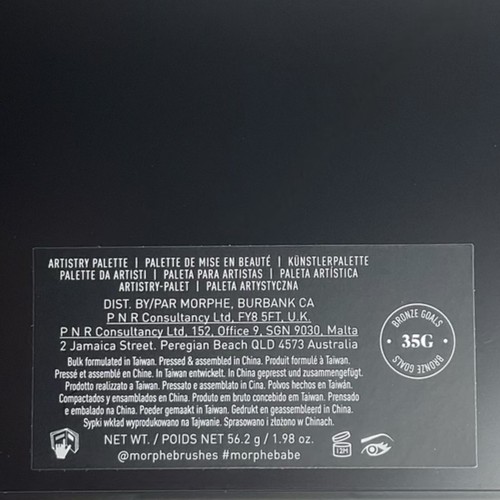 ARTISTRY PALETTE | PALETTE DE MISE EN BEAUTÉ | KÜNSTLERPALETTE
PALETTE DA ARTISTI | PALETA PARA ARTISTAS | PALETA ARTÍSTICA
ARTISTRY-PALET | PALETA ARTYSTYCZNA
DIST. BY/PAR MORPHE, BURBANK CA
P N R Consultancy Ltd, FY8 5FT, U.K.
P N R Consultancy Ltd, 152, Office 9, SGN 9030, Malta
2 Jamaica Street. Peregian Beach QLD 4573 Australia
Bulk formulated in Taiwan. Pressed & assembled in China. Produit formulé à Taiwan.
Pressé et assemblé en Chine. In Taiwan entwickelt. In China gepresst und zusammengefügt.
Prodotto realizzato a Taiwan. Pressato e assemblato in Cina. Polvos hechos en Taiwán.
Compactados y ensamblados en China. Produto em bruto concebido em Taiwan. Prensado
e embalado na China. Poeder gemaakt in Taiwan. Gedrukt en geassembleerd in China.
Sypki wkład wyprodukowano na Tajwanie. Sprasowano i złożono w Chinach.
NET WT. / POIDS NET 56.2 g / 1.98 oz.
12M
@morphebrushes #morphebabe
BRONZE GOALS
35G
BRONZE GOALS